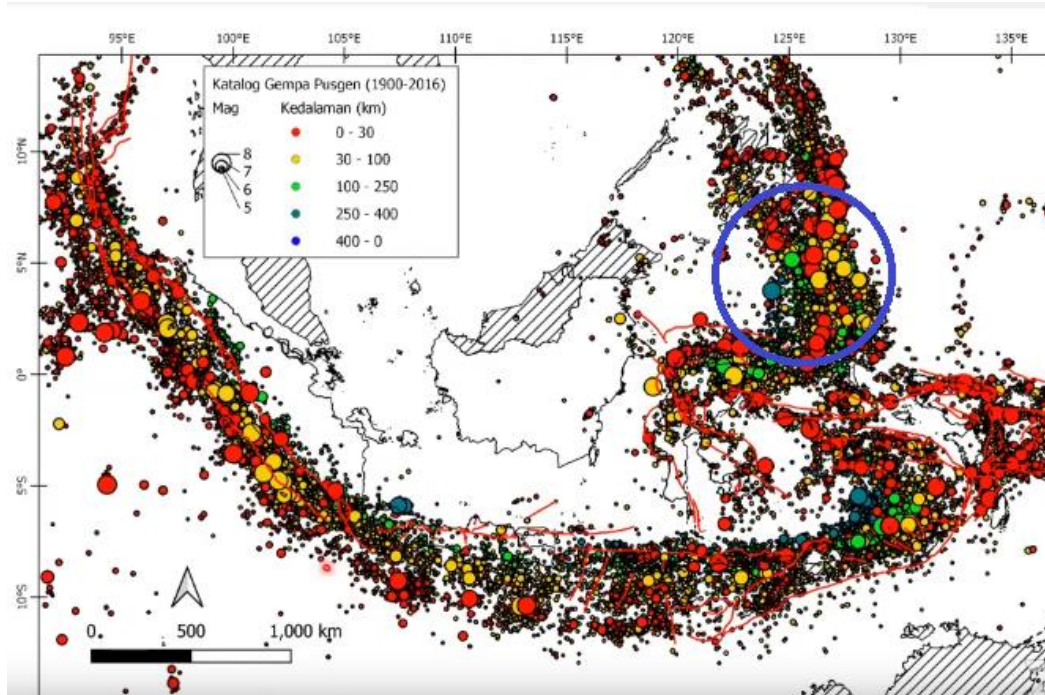 95°E 100°E 105°E 110°E 115°E 120°E 125°E 130°E 135°E
Katalog Gempa Pusgen (1900-2016)
Mag Kedalaman (km)
8
7
6
5
0 - 30
30 - 100
100 - 250
250 - 400
400 - 0
10°N
5°N
0°
5°S
10°S
0 500 1,000 km